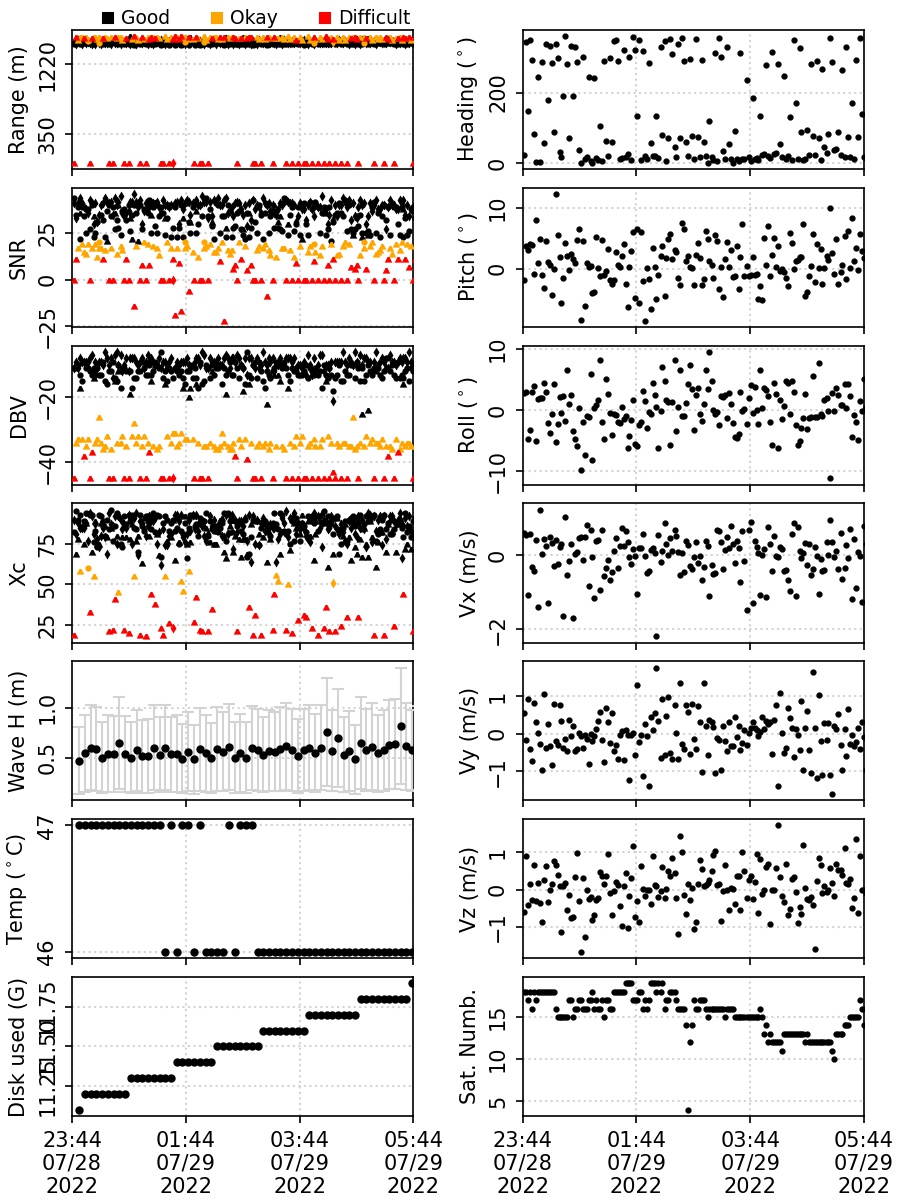 Good Okay Difficult
Range (m)
1220
350
Heading (°)
200
0
SNR
25
0
−25
Pitch (°)
10
0
DBV
−20
−40
Roll (°)
10
0
−10
Xc
75
50
25
Vx (m/s)
0
−2
Wave H (m)
1.0
0.5
Vy (m/s)
1
0
−1
Temp (°C)
47
46
Vz (m/s)
1
0
−1
Disk used (G)
11.75
11.50
11.25
Sat. Numb.
15
10
5
23:44 01:44 03:44 05:44
07/28 07/29 07/29 07/29
2022 2022 2022 2022
23:44 01:44 03:44 05:44
07/28 07/29 07/29 07/29
2022 2022 2022 2022